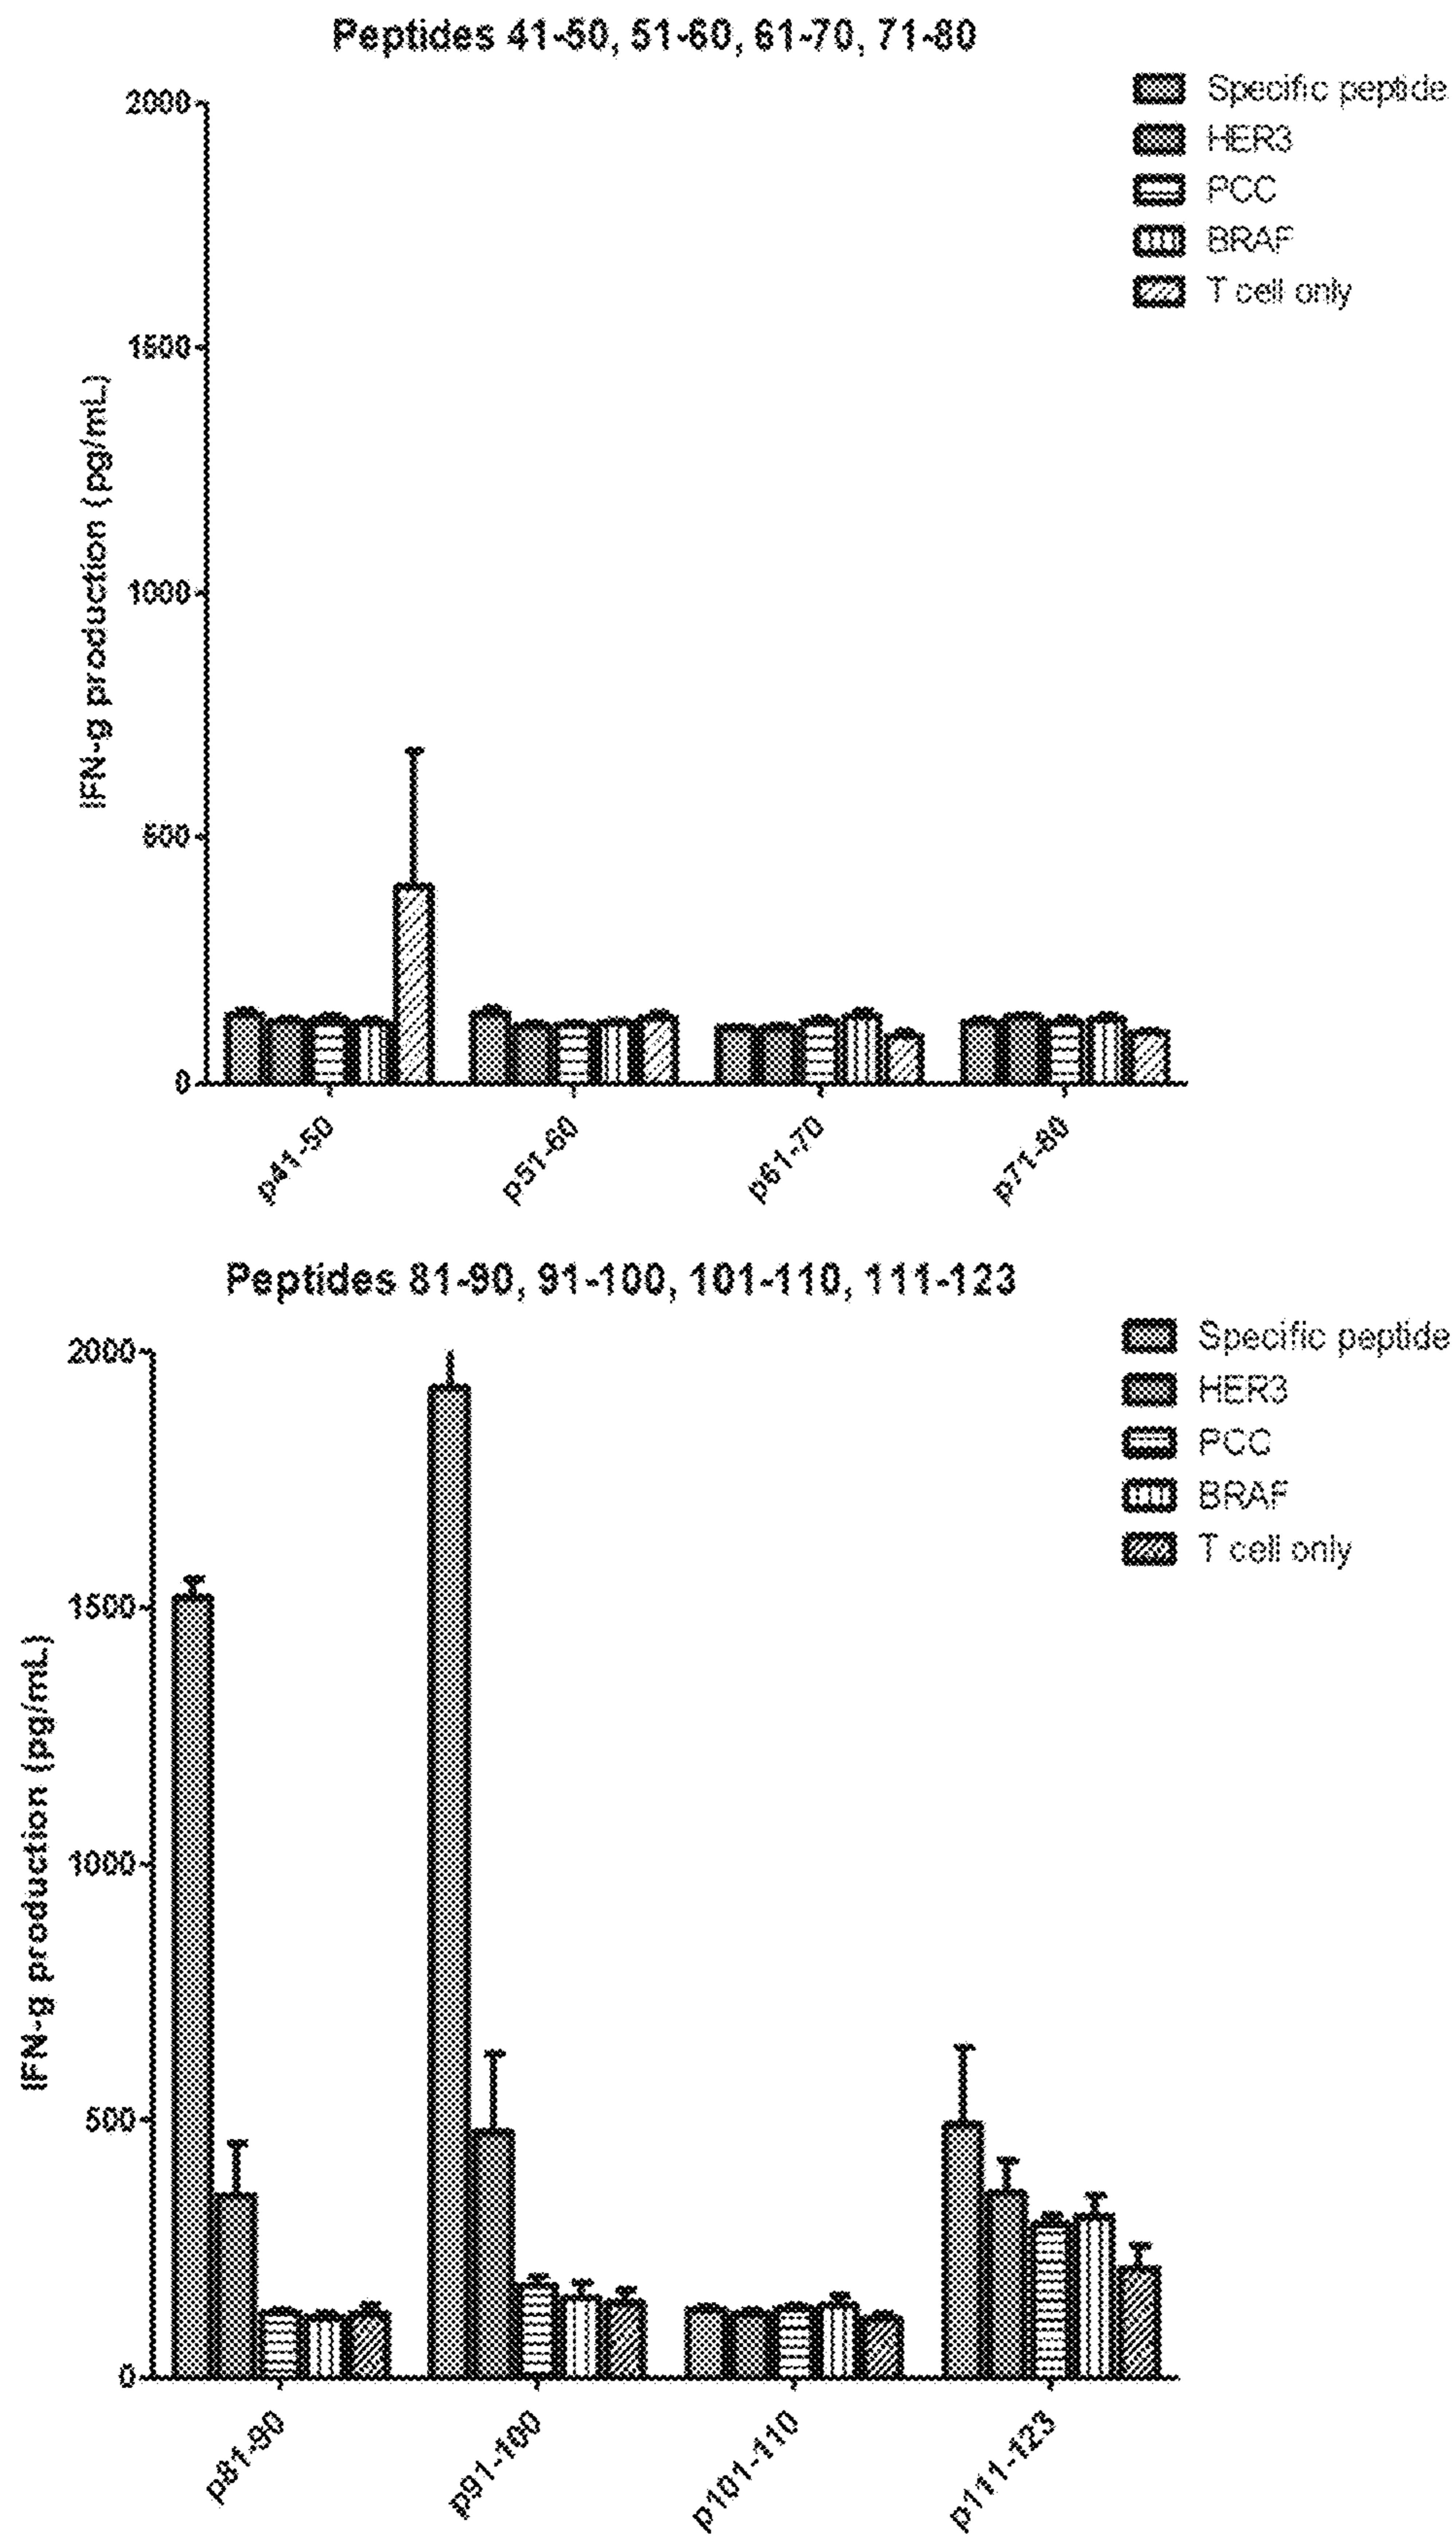 Peptides 41-50, 51-60, 61-70, 71-80
Specific peptide
HER3
PCC
BRAF
T cell only
IFN-g production (pg/mL)
2000
1500
1000
500
0
p41-50
p51-60
p61-70
p71-80
Peptides 81-90, 91-100, 101-110, 111-123
Specific peptide
HER3
PCC
BRAF
T cell only
IFN-g production (pg/mL)
2000
1500
1000
500
0
p81-90
p91-100
p101-110
p111-123